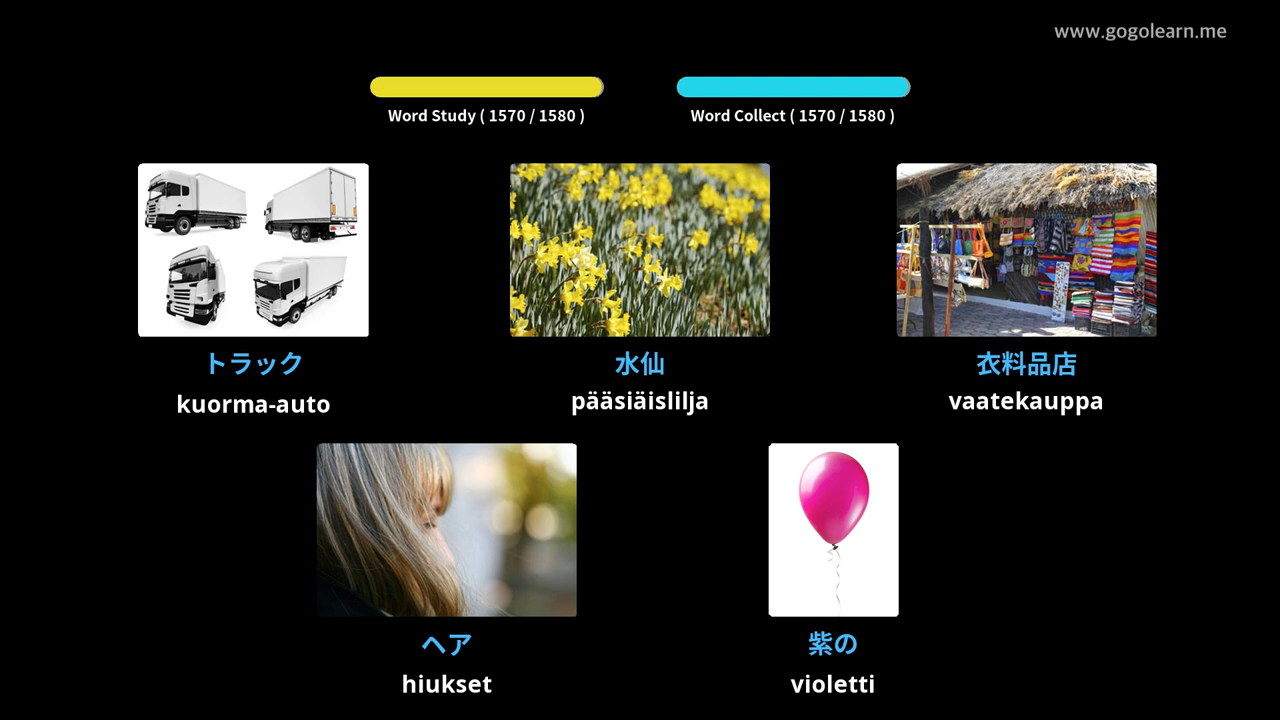 www.gogolearn.me
Word Study ( 1570 / 1580 )
Word Collect ( 1570 / 1580 )
トラック
kuorma-auto
水仙
pääsiäislilja
衣料品店
vaatekauppa
ヘア
hiukset
紫の
violetti